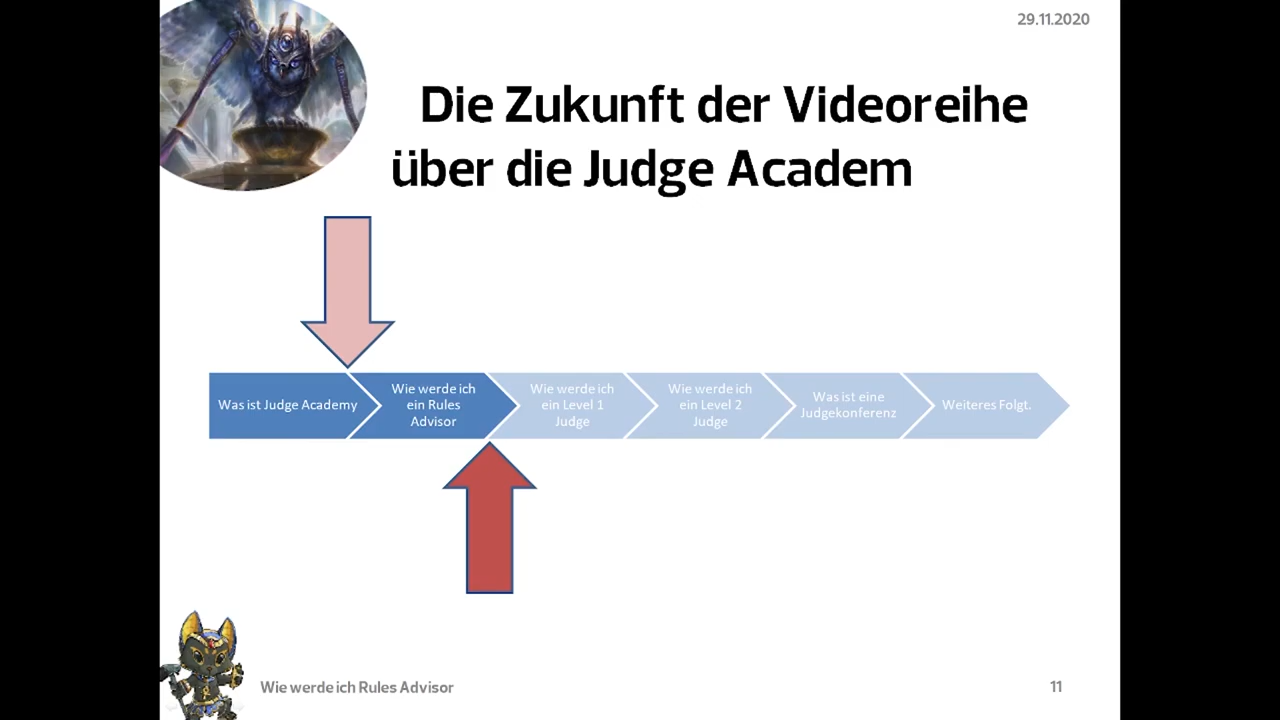 29.11.2020
Die Zukunft der Videoreihe
über die Judge Academ
Was ist Judge Academy
Wie werde ich
ein Rules
Advisor
Wie werde ich
ein Level 1
Judge
Wie werde ich
ein Level 2
Judge
Was ist eine
Judgekonferenz
Weiteres Folgt.
Wie werde ich Rules Advisor
11